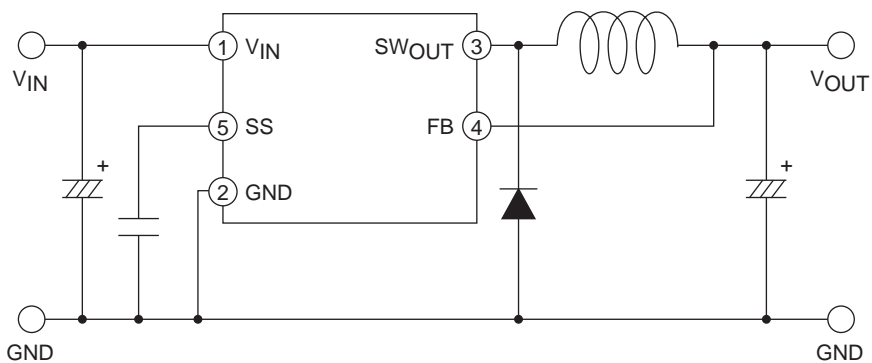 1 VIN SWOUT 3
VIN VOUT
5 SS FB 4
+ +
2 GND
GND GND